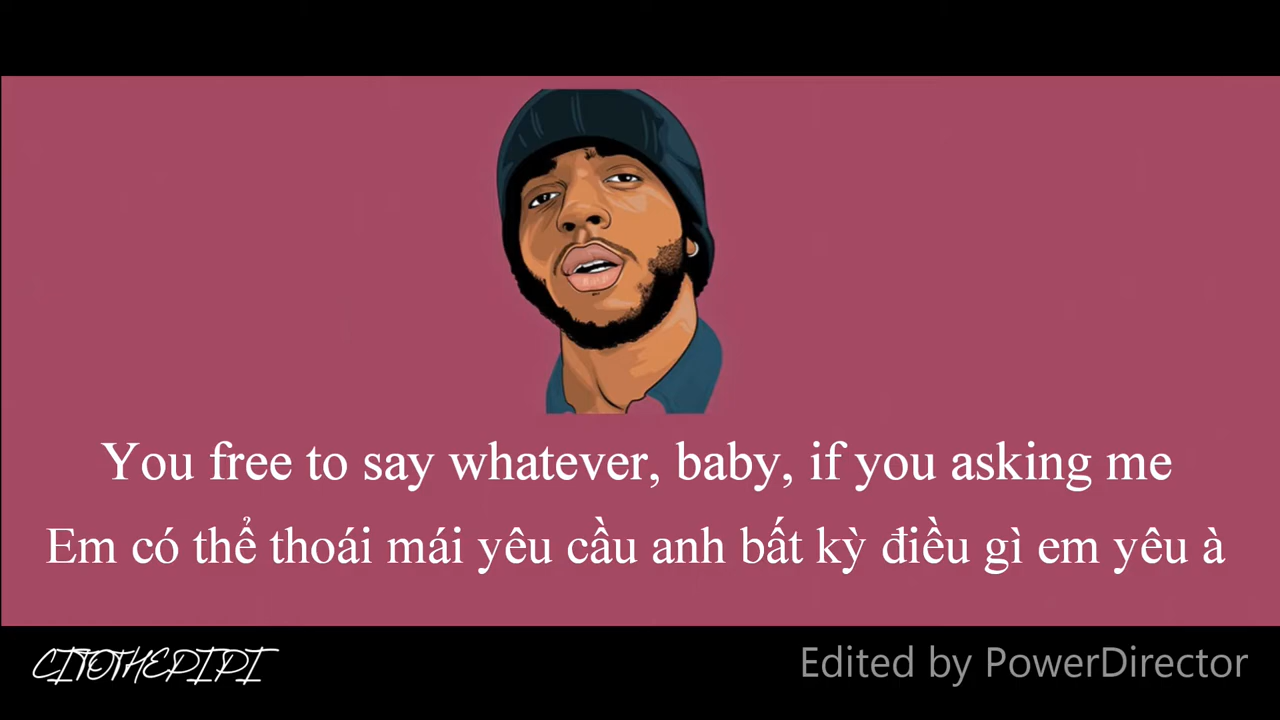 You free to say whatever, baby, if you asking me
Em có thể thoái mái yêu cầu anh bất kỳ điều gì em yêu à
CITOTHEPIPI
Edited by PowerDirector